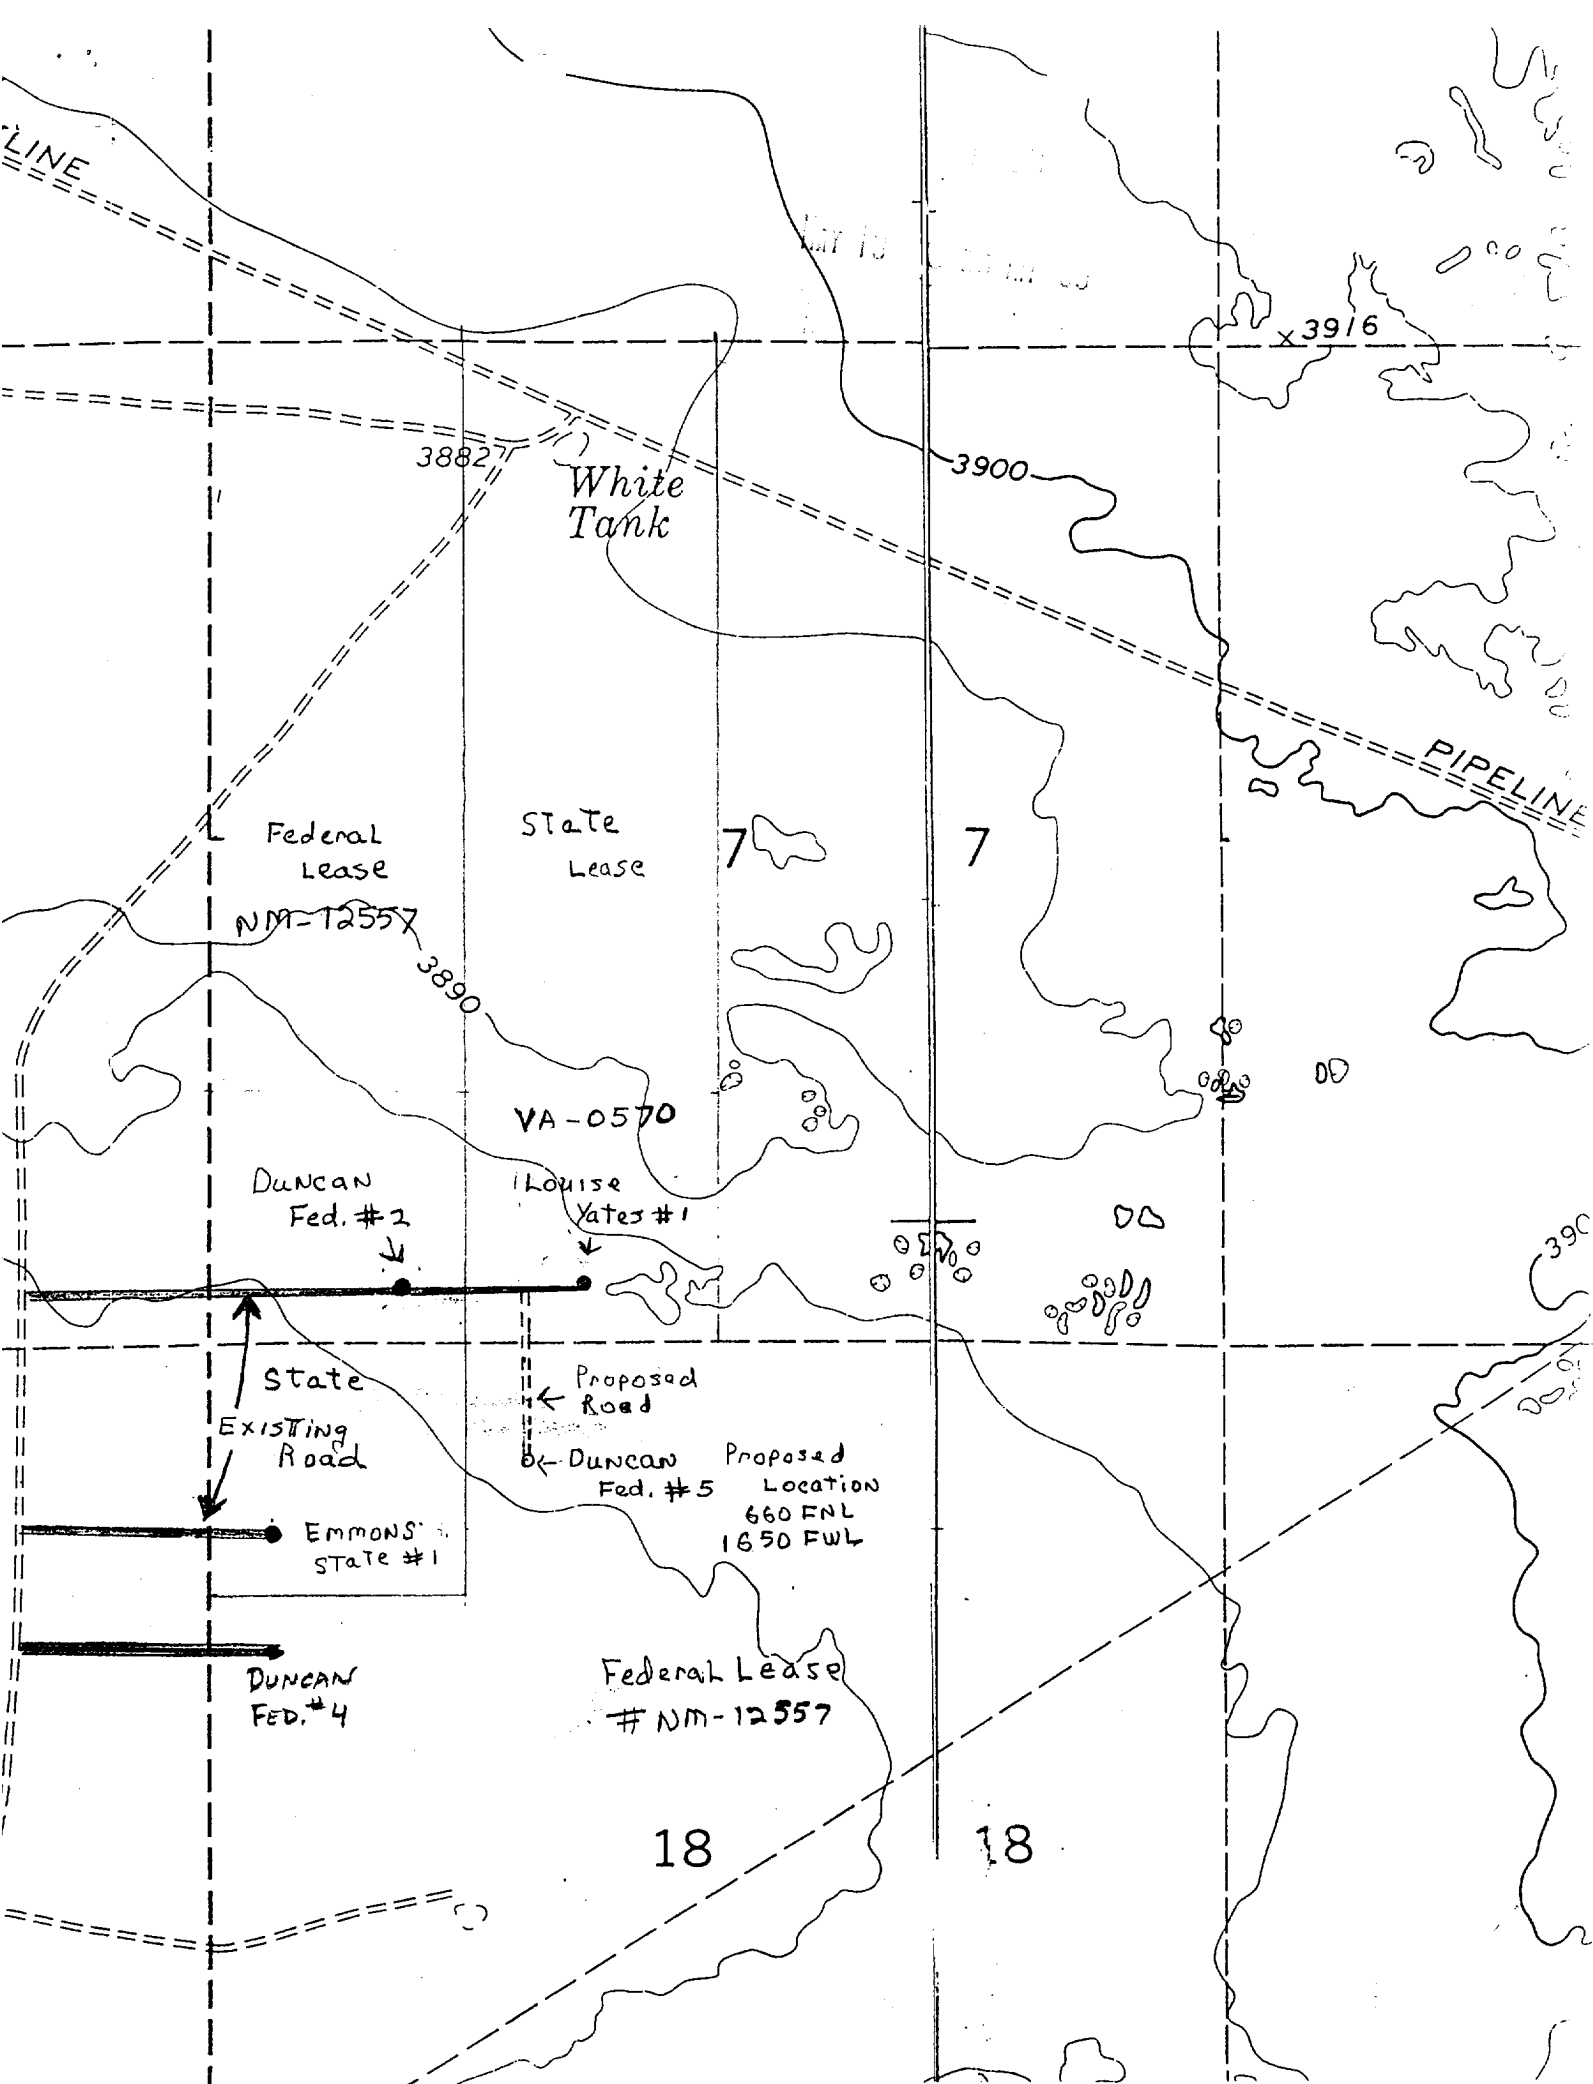 LINE
3916
3882
3900
White
Tank
PIPELINE
Federal
Lease
NM-12557
State
Lease
7
7
3890
VA-0570
Duncan
Fed. #2
Louise
Yates #1
390
State
Existing
Road
Proposed
Road
Duncan
Fed. #5
Proposed
Location
660 FNL
1650 FWL
Emmons
State #1
Duncan
Fed. #4
Federal Lease
# NM-12557
18
18